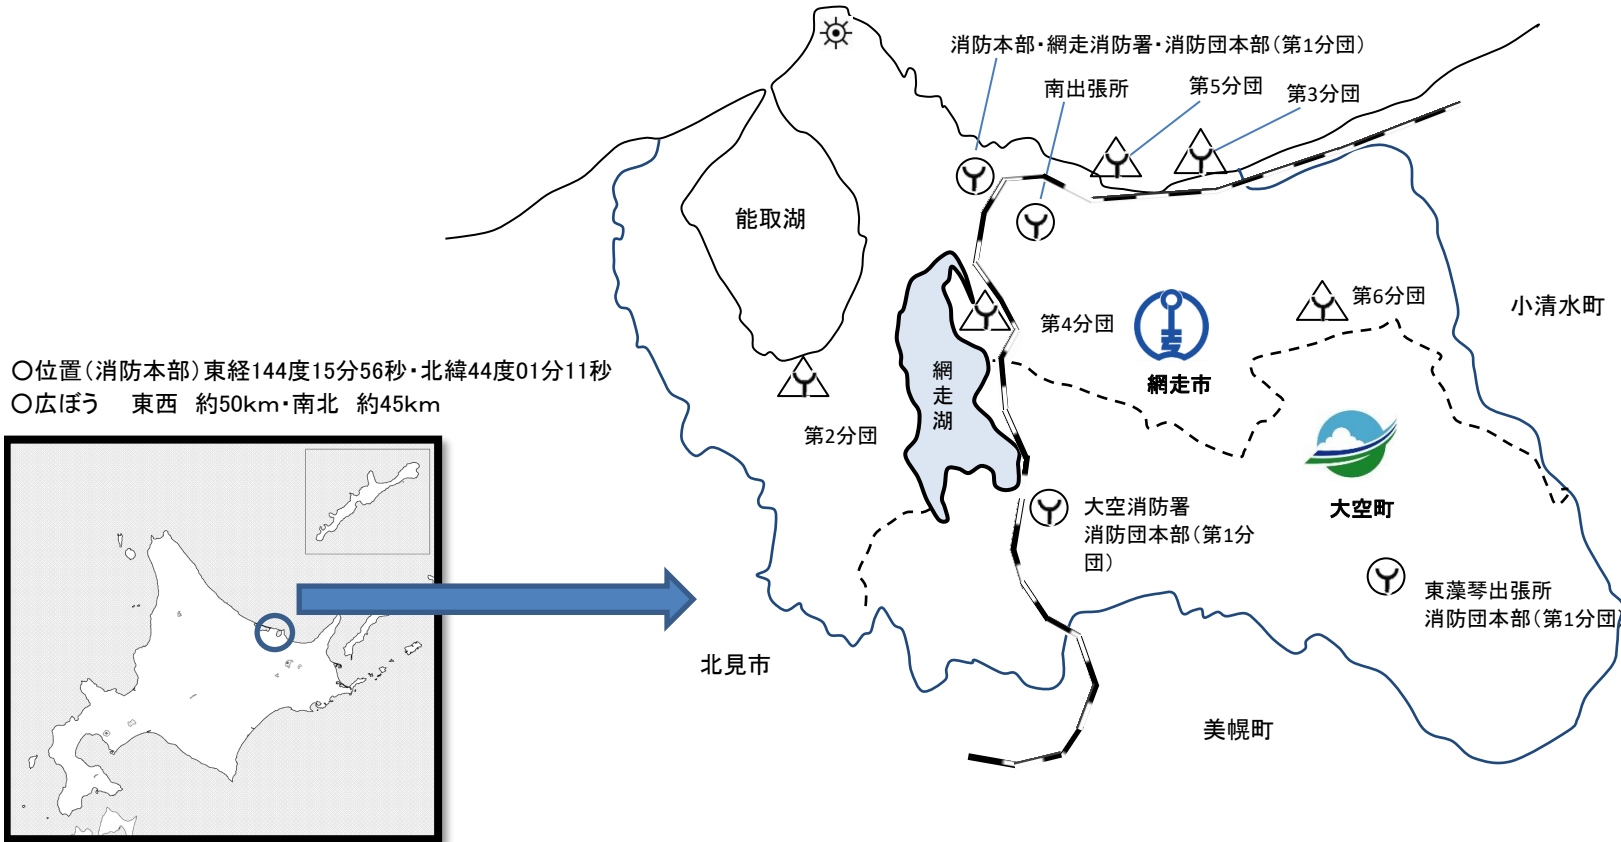 消防本部・網走消防署・消防団本部（第1分団）
南出張所
第5分団
第3分団
能取湖
第6分団
小清水町
第4分団
網走市
○位置（消防本部）東経144度15分56秒・北緯44度01分11秒
○広ぼう　東西　約50km・南北　約45km
網走湖
第2分団
大空町
大空消防署
消防団本部（第1分
団）
東藻琴出張所
消防団本部（第1分団）
北見市
美幌町